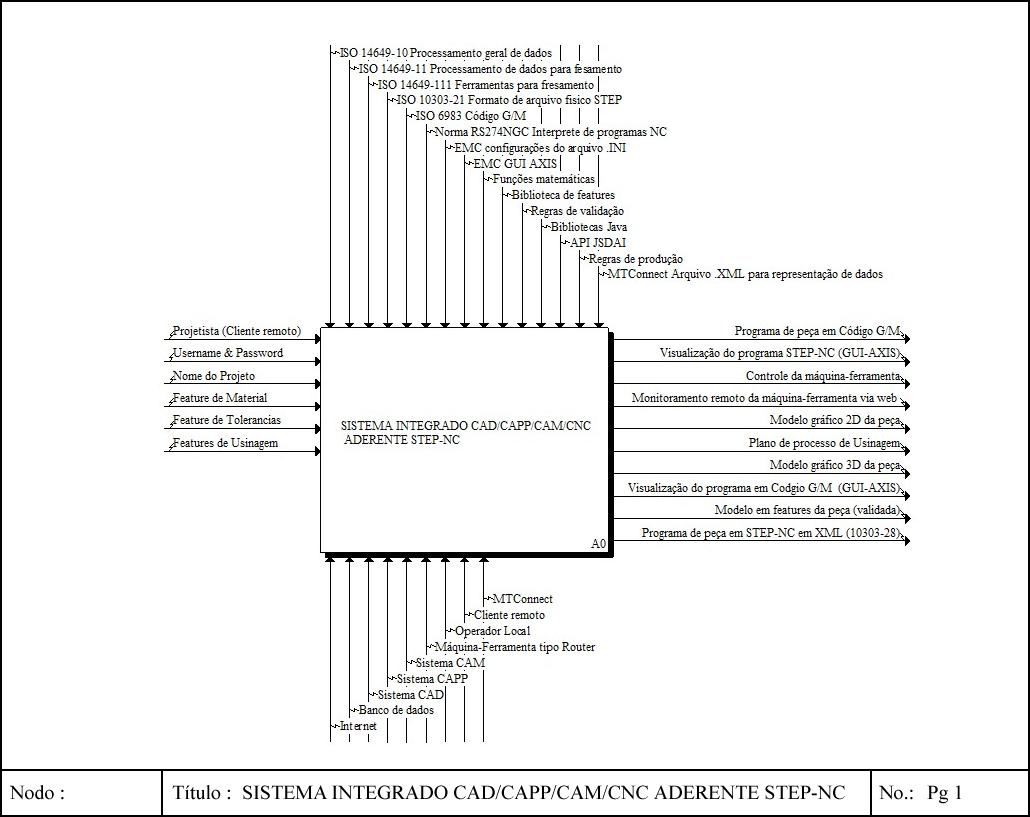 ISO 14649-10 Processamento geral de dados
ISO 14649-11 Processamento de dados para fesamento
ISO 14649-111 Ferramentas para fresamento
ISO 10303-21 Formato de arquivo fisico STEP
ISO 6983 Código G/M
Norma RS274NGC Interprete de programas NC
EMC configurações do arquivo .INI
EMC GUI AXIS
Funções matemáticas
Biblioteca de features
Regras de validação
Bibliotecas Java
API JSDAI
Regras de produção
MTConnect Arquivo .XML para representação de dados
Projetista (Cliente remoto)
Username & Password
Nome do Projeto
Feature de Material
Feature de Tolerancias
Features de Usinagem
SISTEMA INTEGRADO CAD/CAPP/CAM/CNC
ADERENTE STEP-NC
A0
Programa de peça em Código G/M
Visualização do programa STEP-NC (GUI-AXIS)
Controle da máquina-ferramenta
Monitoramento remoto da máquina-ferramenta via web
Modelo gráfico 2D da peça
Plano de processo de Usinagem
Modelo gráfico 3D da peça
Visualização do programa em Codgio G/M (GUI-AXIS)
Modelo em features da peça (validada)
Programa de peça em STEP-NC em XML (10303-28)
MTConnect
Cliente remoto
Operador Local
Máquina-Ferramenta tipo Router
Sistema CAM
Sistema CAPP
Sistema CAD
Banco de dados
Internet
Nodo :
Título : SISTEMA INTEGRADO CAD/CAPP/CAM/CNC ADERENTE STEP-NC
No.: Pg 1